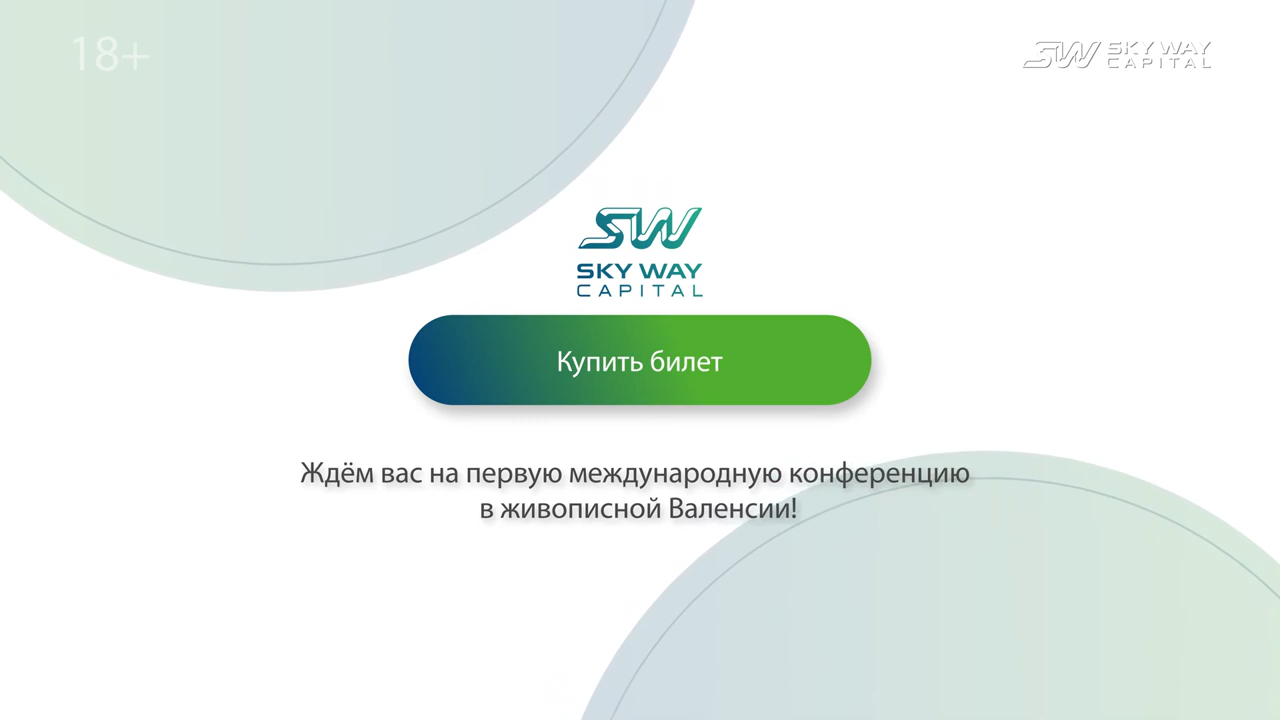 18+
SKY WAY
CAPITAL
SW
SKY WAY
CAPITAL
Купить билет
Ждём вас на первую международную конференцию
в живописной Валенсии!